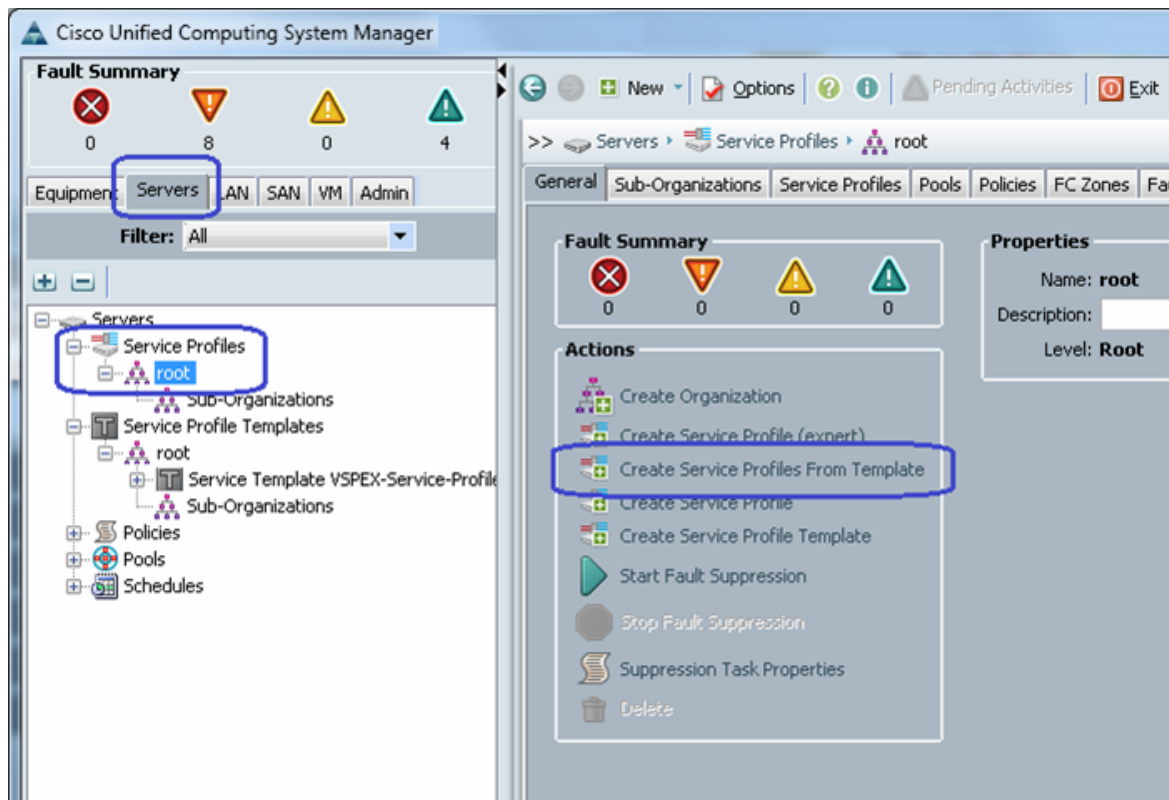 Cisco Unified Computing System Manager
Fault Summary
0 8 0 4
New Options Pending Activities Exit
>> Servers Service Profiles root
Equipment Servers LAN SAN VM Admin
Filter: All
General Sub-Organizations Service Profiles Pools Policies FC Zones
Servers
Service Profiles
root
Sub-Organizations
Service Profile Templates
root
Service Template VSPEX-Service-Profile
Sub-Organizations
Policies
Pools
Schedules
Fault Summary
0 0 0 0
Properties
Name: root
Description:
Level: Root
Actions
Create Organization
Create Service Profile (expert)
Create Service Profiles From Template
Create Service Profile
Create Service Profile Template
Start Fault Suppression
Stop Fault Suppression
Suppression Task Properties
Delete